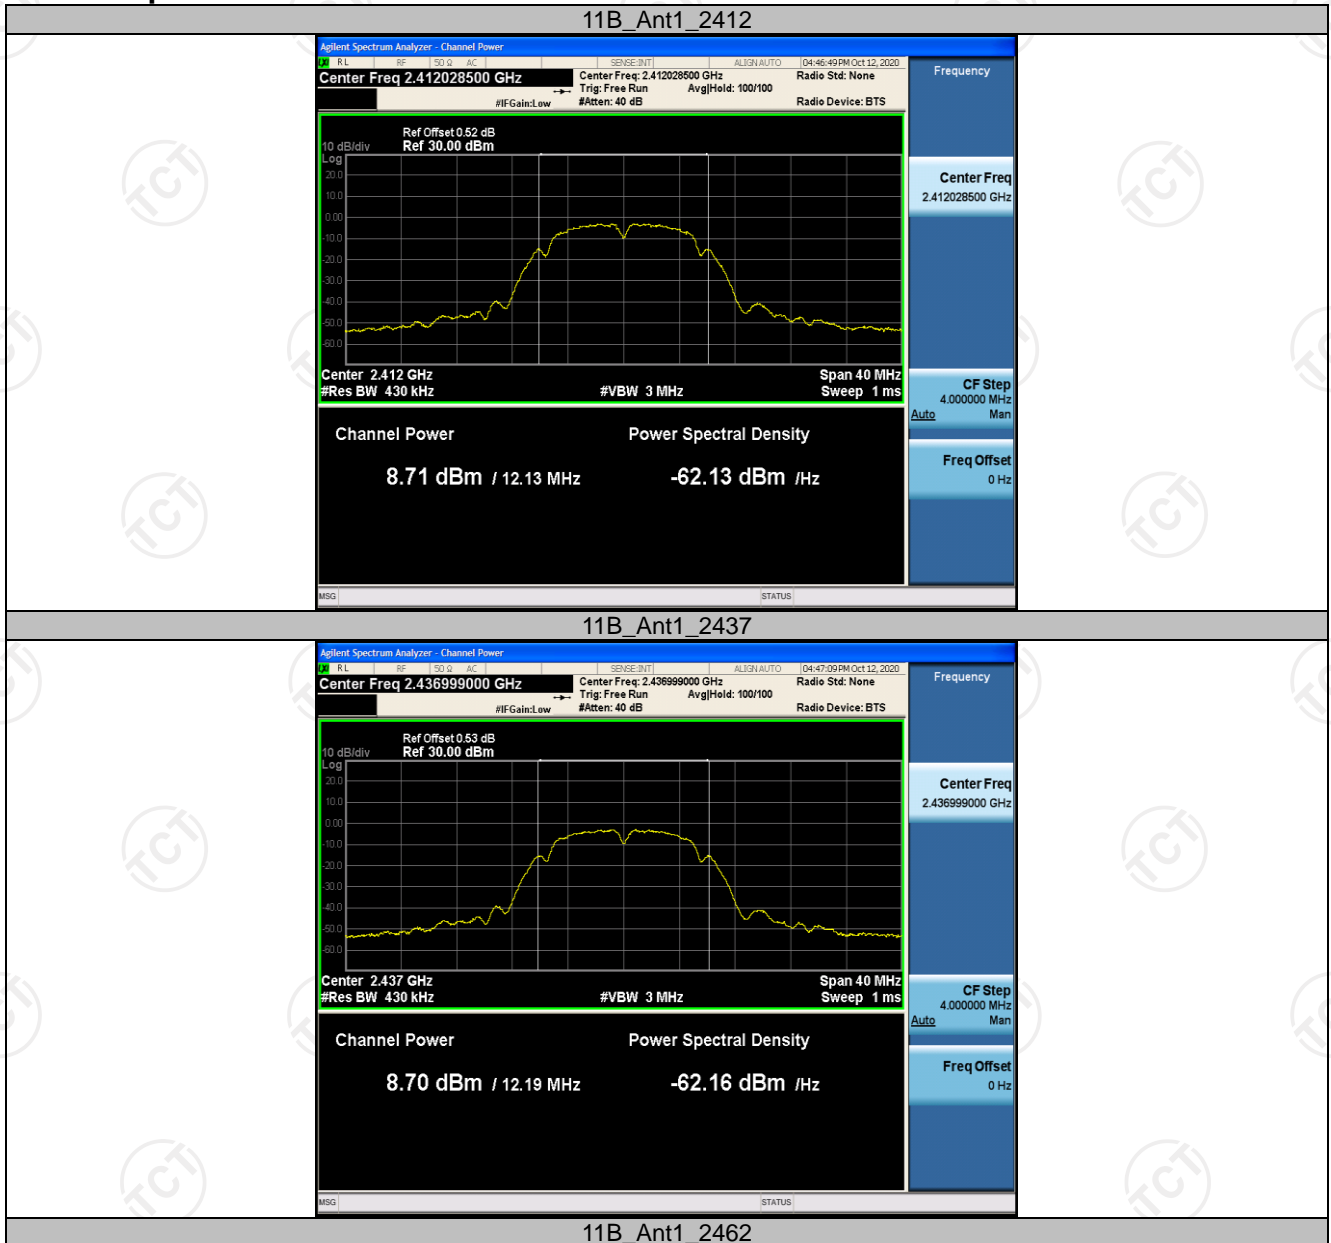 11B_Ant1_2412
Agilent Spectrum Analyzer - Channel Power
LXI RL RF 50 Ω AC SENSE:INT ALIGN AUTO 04:46:49 PM Oct 12, 2020
Center Freq 2.412028500 GHz
Center Freq: 2.412028500 GHz
Radio Std: None
Trig: Free Run Avg|Hold: 100/100
#IFGain:Low
#Atten: 40 dB
Radio Device: BTS
Frequency
Ref Offset 0.52 dB
10 dB/div Ref 30.00 dBm
Log
20.0
10.0
0.00
-10.0
-20.0
-30.0
-40.0
-50.0
-60.0
Center Freq
2.412028500 GHz
Center 2.412 GHz
Span 40 MHz
#Res BW 430 kHz
#VBW 3 MHz
Sweep 1 ms
CF Step
4.000000 MHz
Auto Man
Channel Power
Power Spectral Density
8.71 dBm / 12.13 MHz
-62.13 dBm /Hz
Freq Offset
0 Hz
MSG
STATUS
11B_Ant1_2437
Agilent Spectrum Analyzer - Channel Power
LXI RL RF 50 Ω AC SENSE:INT ALIGN AUTO 04:47:09 PM Oct 12, 2020
Center Freq 2.436999000 GHz
Center Freq: 2.436999000 GHz
Radio Std: None
Trig: Free Run Avg|Hold: 100/100
#IFGain:Low
#Atten: 40 dB
Radio Device: BTS
Frequency
Ref Offset 0.53 dB
10 dB/div Ref 30.00 dBm
Log
20.0
10.0
0.00
-10.0
-20.0
-30.0
-40.0
-50.0
-60.0
Center Freq
2.436999000 GHz
Center 2.437 GHz
Span 40 MHz
#Res BW 430 kHz
#VBW 3 MHz
Sweep 1 ms
CF Step
4.000000 MHz
Auto Man
Channel Power
Power Spectral Density
8.70 dBm / 12.19 MHz
-62.16 dBm /Hz
Freq Offset
0 Hz
MSG
STATUS
11B_Ant1_2462
TCT
TCT
TCT
TCT
TCT
TCT
TCT
TCT